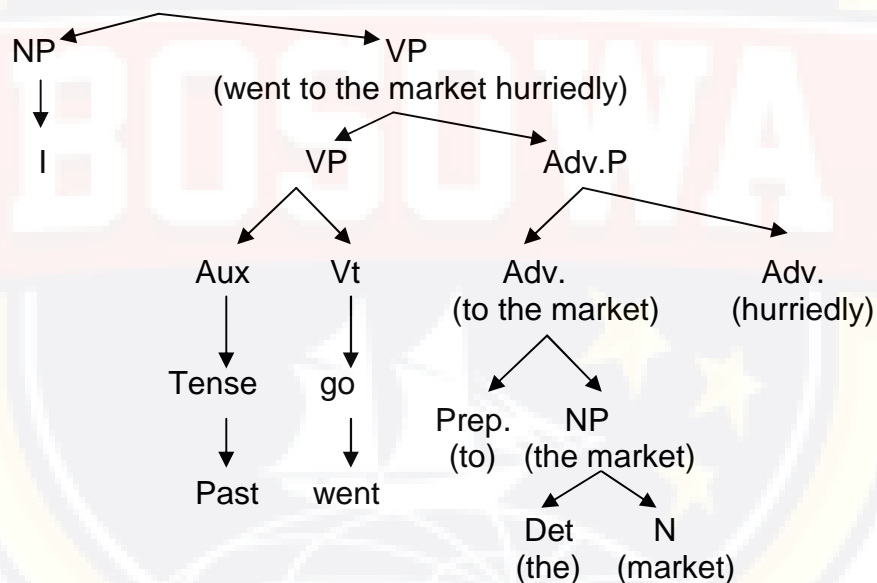 NP VP
(went to the market hurriedly)
I VP Adv.P
Aux Vt Adv. Adv.
(to the market) (hurriedly)
Tense go
Prep. NP
(to) (the market)
Past went
Det N
(the) (market)
BOSOWA